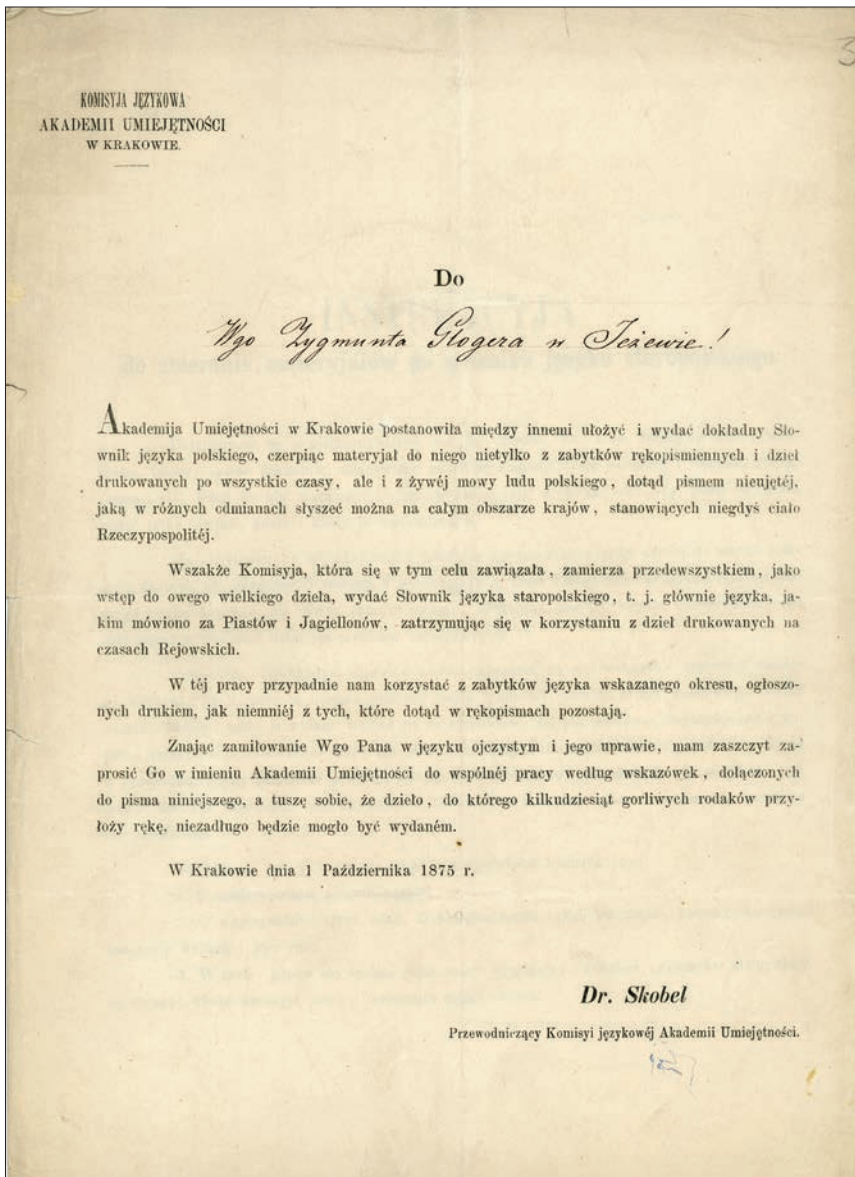 3
KOMISYJA JĘZYKOWA
AKADEMII UMIEJĘTNOŚCI
W KRAKOWIE.
Do
Wgo Zygmunta Glogera w Jeżewie!
Akademija Umiejętności w Krakowie postanowiła między innemi ułożyć i wydać dokładny Sło-
wnik języka polskiego, czerpiąc materyjał do niego nietylko z zabytków rękopismiennych i dzieł
drukowanych po wszystkie czasy, ale i z żywéj mowy ludu polskiego, dotąd pismem nieujętéj,
jaką w różnych odmianach słyszeć można na całym obszarze krajów, stanowiących niegdyś ciało
Rzeczypospolitéj.
Wszakże Komisyja, która się w tym celu zawiązała, zamierza przedewszystkiem, jako
wstęp do owego wielkiego dzieła, wydać Słownik języka staropolskiego, t. j. głównie języka, ja-
kim mówiono za Piastów i Jagiellonów, zatrzymując się w korzystaniu z dzieł drukowanych na
czasach Rejowskich.
W téj pracy przypadnie nam korzystać z zabytków języka wskazanego okresu, ogłoszo-
nych drukiem, jak niemniéj z tych, które dotąd w rękopismach pozostają.
Znając zamiłowanie Wgo Pana w języku ojczystym i jego uprawie, mam zaszczyt za-
prosić Go w imieniu Akademii Umiejętności do wspólnéj pracy według wskazówek, dołączonych
do pisma niniejszego, a tuszę sobie, że dzieło, do którego kilkudziesiąt gorliwych rodaków przy-
łoży rękę, niezadługo będzie mogło być wydaném.
W Krakowie dnia 1 Października 1875 r.
Dr. Skobel
Przewodniczący Komisyi językowéj Akademii Umiejętności.